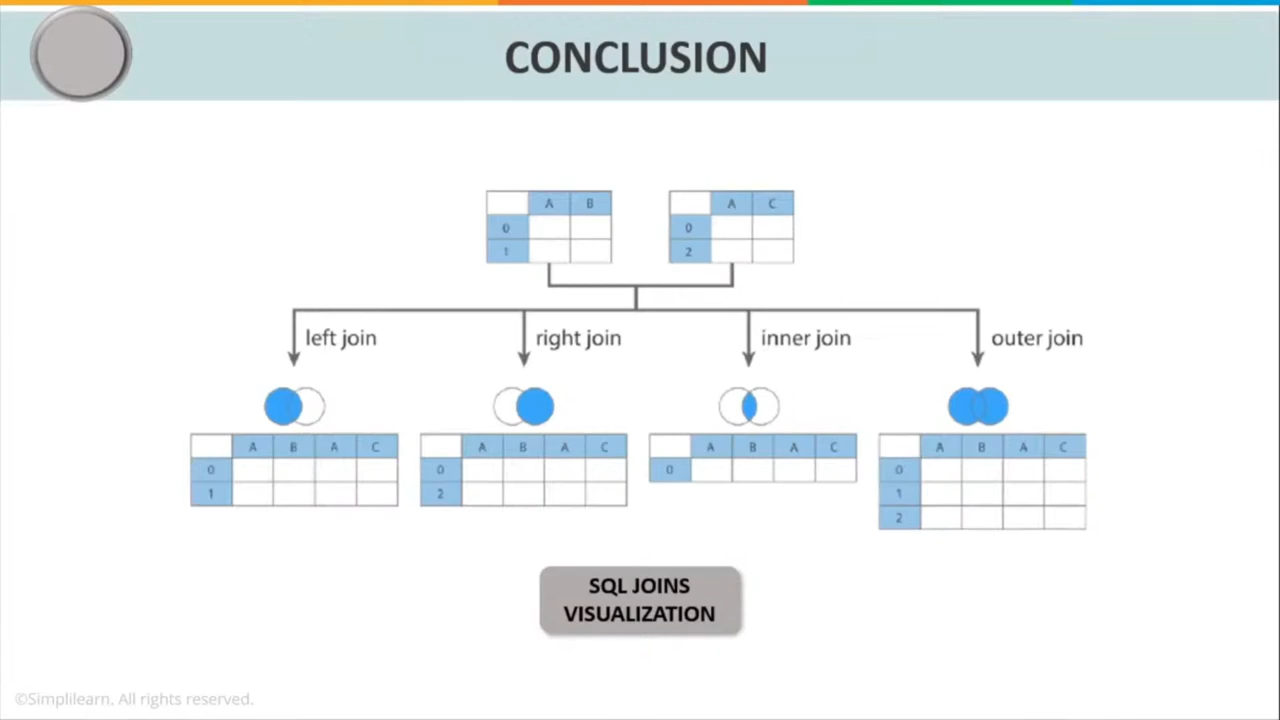 CONCLUSION
A B
0
1
A C
0
2
left join
right join
inner join
outer join
A B A C
0
1
A B A C
0
2
A B A C
0
A B A C
0
1
2
SQL JOINS
VISUALIZATION
©Simplilearn. All rights reserved.